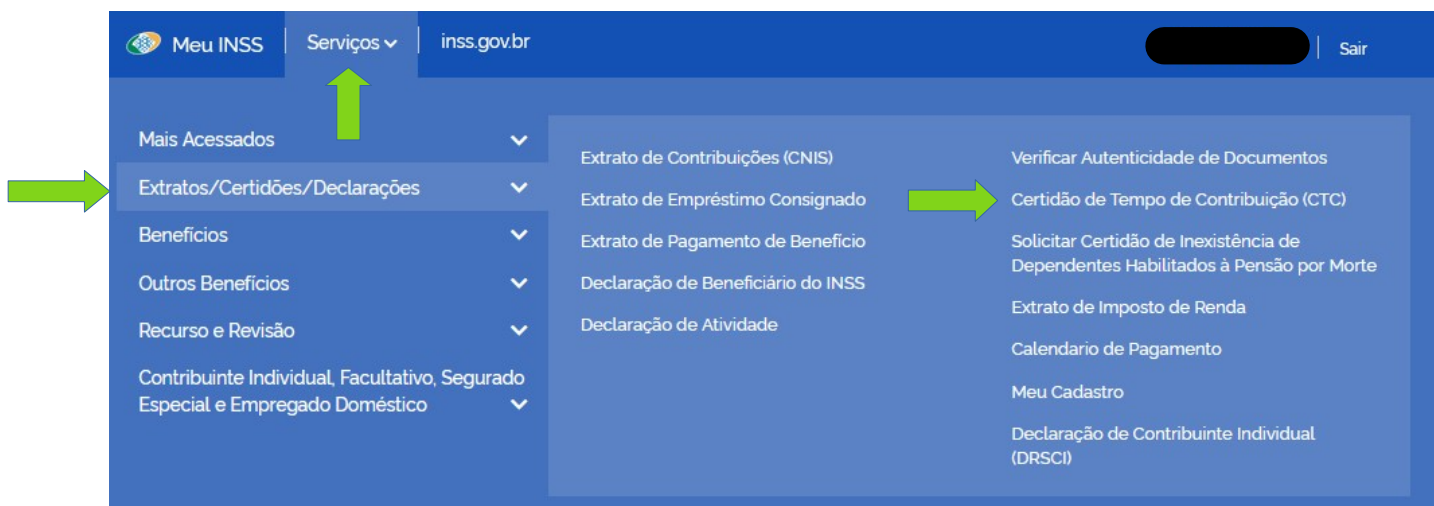 Meu INSS
Serviços
inss.gov.br
Sair
Mais Acessados
Extratos/Certidões/Declarações
Benefícios
Outros Benefícios
Recurso e Revisão
Contribuinte Individual, Facultativo, Segurado
Especial e Empregado Doméstico
Extrato de Contribuições (CNIS)
Extrato de Empréstimo Consignado
Extrato de Pagamento de Benefício
Declaração de Beneficiário do INSS
Declaração de Atividade
Verificar Autenticidade de Documentos
Certidão de Tempo de Contribuição (CTC)
Solicitar Certidão de Inexistência de
Dependentes Habilitados à Pensão por Morte
Extrato de Imposto de Renda
Calendario de Pagamento
Meu Cadastro
Declaração de Contribuinte Individual
(DRSCI)